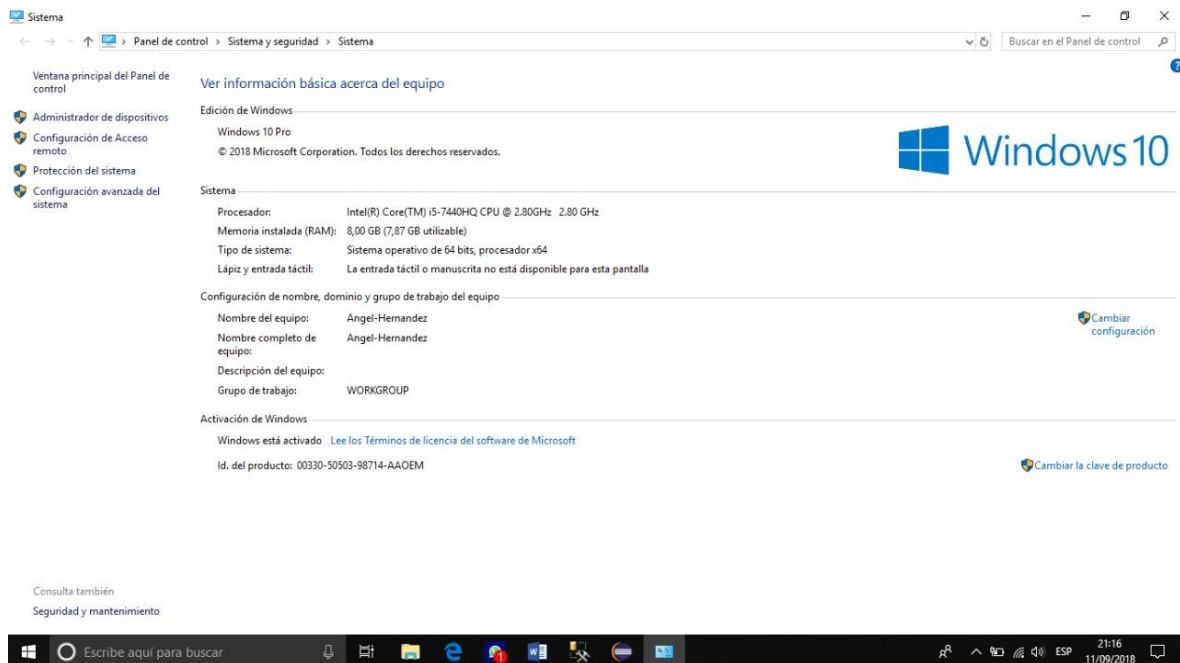 Sistema
Panel de control › Sistema y seguridad › Sistema
Buscar en el Panel de control
Ventana principal del Panel de
control
Administrador de dispositivos
Configuración de Acceso
remoto
Protección del sistema
Configuración avanzada del
sistema
Ver información básica acerca del equipo
Edición de Windows
Windows 10 Pro
© 2018 Microsoft Corporation. Todos los derechos reservados.
Windows 10
Sistema
Procesador: Intel(R) Core(TM) i5-7440HQ CPU @ 2.80GHz 2.80 GHz
Memoria instalada (RAM): 8,00 GB (7,87 GB utilizable)
Tipo de sistema: Sistema operativo de 64 bits, procesador x64
Lápiz y entrada táctil: La entrada táctil o manuscrita no está disponible para esta pantalla
Configuración de nombre, dominio y grupo de trabajo del equipo
Nombre del equipo: Angel-Hernandez
Cambiar
configuración
Nombre completo de
equipo: Angel-Hernandez
Descripción del equipo:
Grupo de trabajo: WORKGROUP
Activación de Windows
Windows está activado Lee los Términos de licencia del software de Microsoft
Id. del producto: 00330-50503-98714-AAOEM
Cambiar la clave de producto
Consulta también
Seguridad y mantenimiento
Escribe aquí para buscar
ESP
21:16
11/09/2018